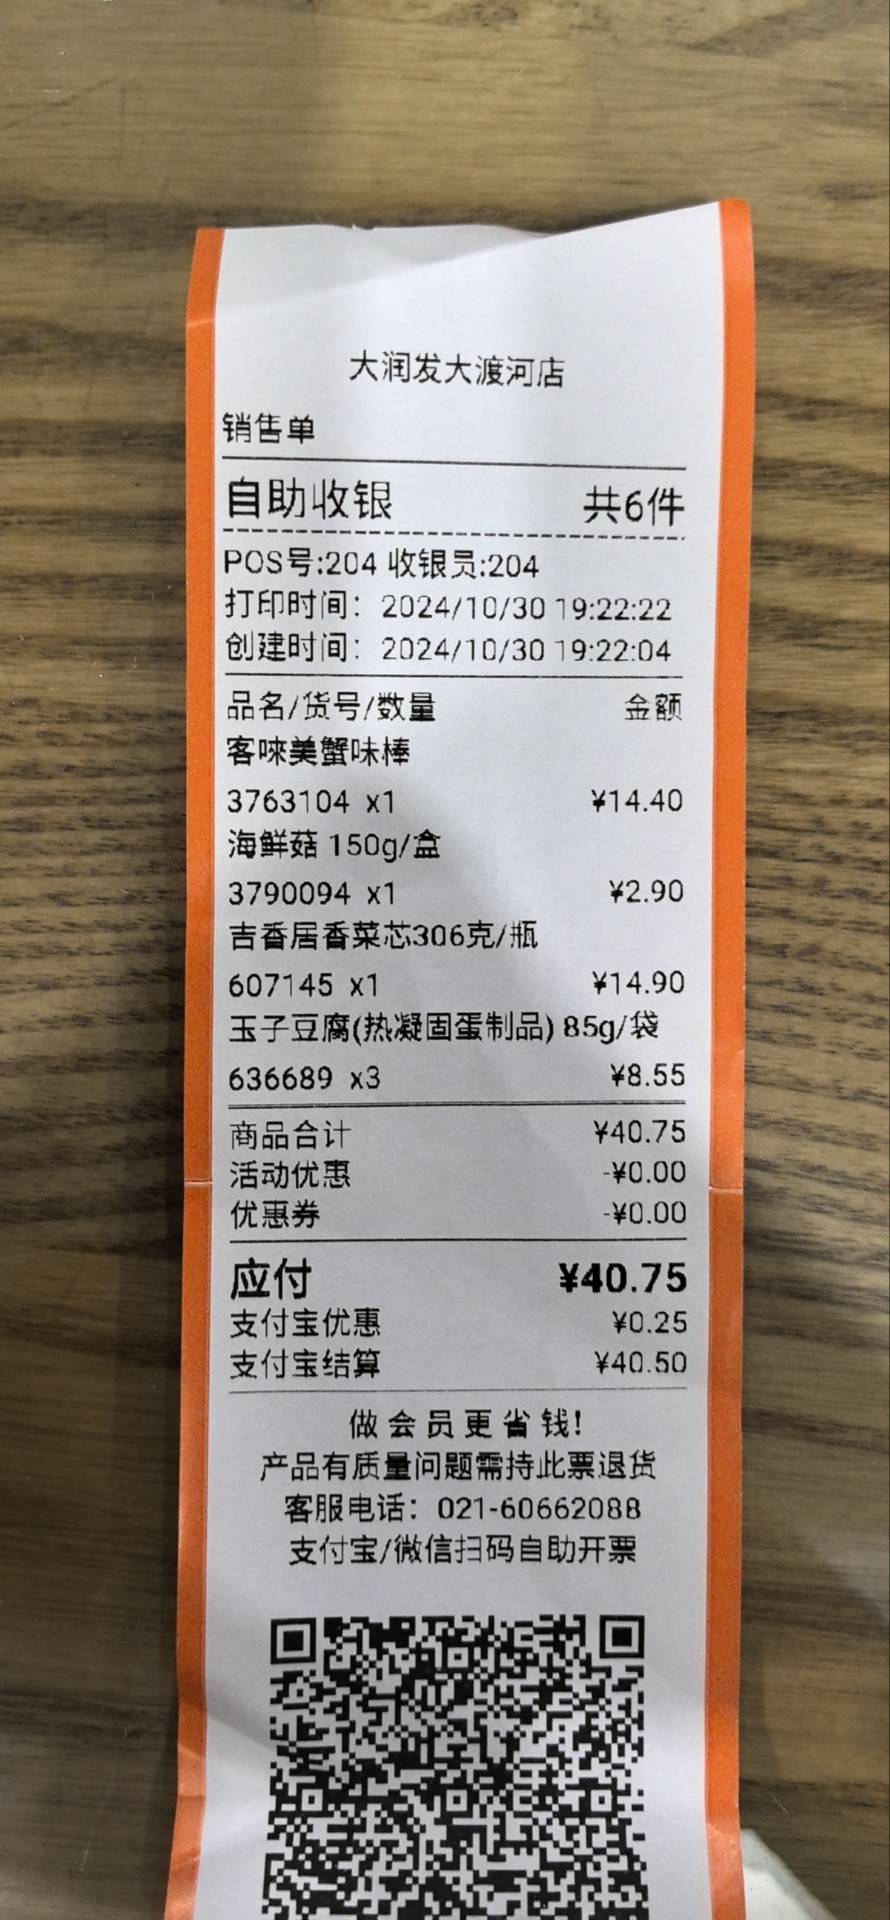 大润发大渡河店
销售单
自助收银 共6件
POS号:204 收银员:204
打印时间： 2024/10/30 19:22:22
创建时间： 2024/10/30 19:22:04
品名/货号/数量 金额
客唻美蟹味棒
3763104 x1 ¥14.40
海鲜菇 150g/盒
3790094 x1 ¥2.90
吉香居香菜芯306克/瓶
607145 x1 ¥14.90
玉子豆腐(热凝固蛋制品) 85g/袋
636689 x3 ¥8.55
商品合计 ¥40.75
活动优惠 -¥0.00
优惠券 -¥0.00
应付 ¥40.75
支付宝优惠 ¥0.25
支付宝结算 ¥40.50
做会员更省钱!
产品有质量问题需持此票退货
客服电话：021-60662088
支付宝/微信扫码自助开票